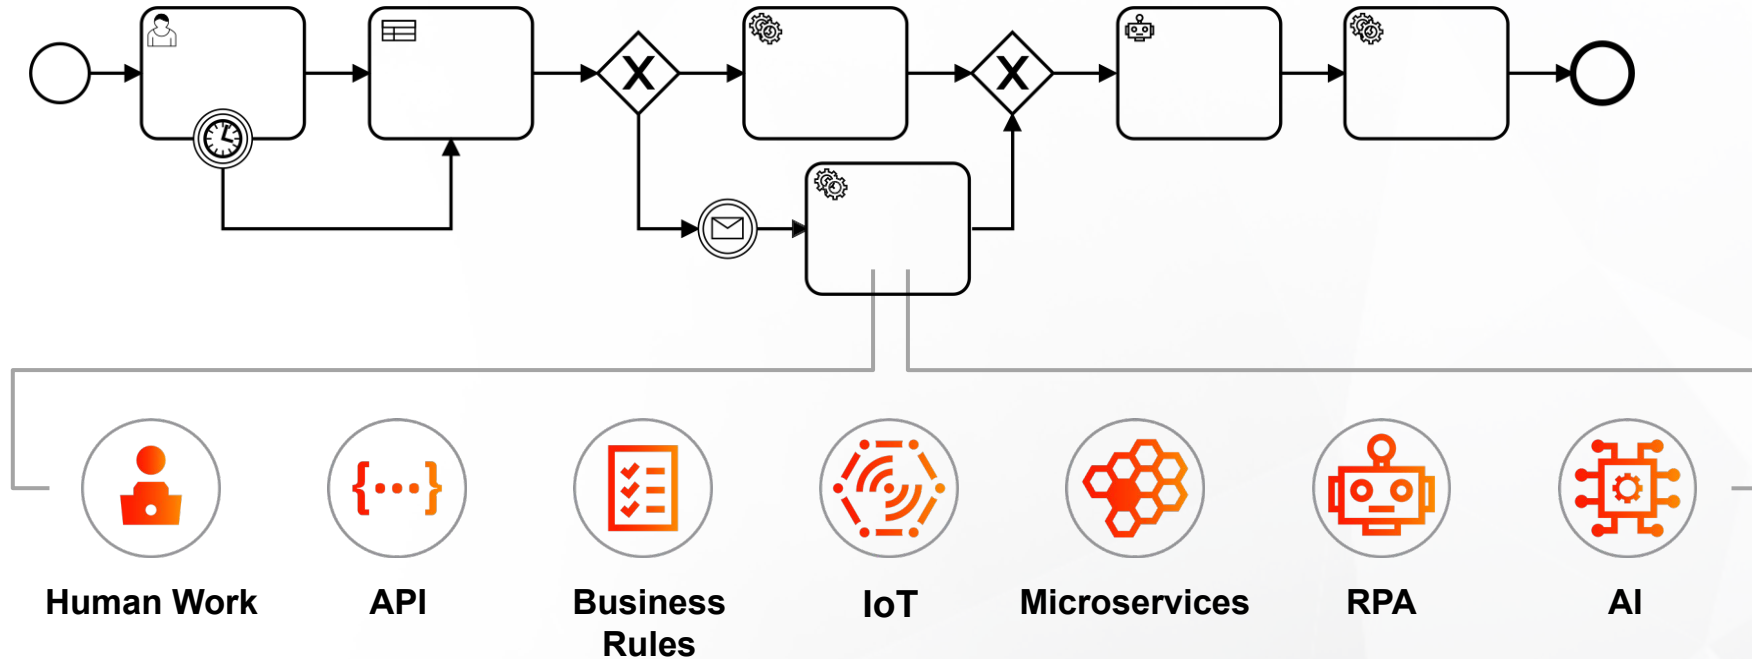 X
X
{...}
Human Work
API
Business
Rules
IoT
Microservices
RPA
AI